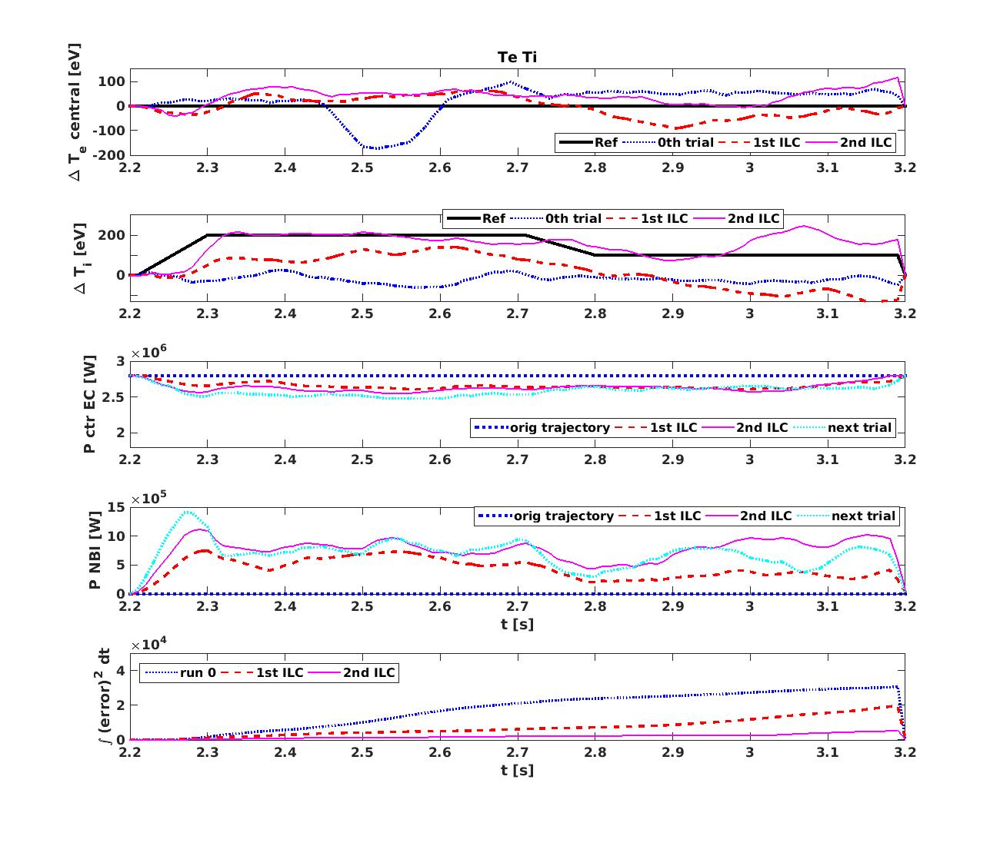 Te Ti
Δ Te central [eV]
100
0
-100
-200
Ref 0th trial 1st ILC 2nd ILC
2.2 2.3 2.4 2.5 2.6 2.7 2.8 2.9 3 3.1 3.2
Δ Ti [eV]
Ref 0th trial 1st ILC 2nd ILC
200
0
2.2 2.3 2.4 2.5 2.6 2.7 2.8 2.9 3 3.1 3.2
P ctr EC [W]
×10^6
3
2.5
2
orig trajectory 1st ILC 2nd ILC next trial
2.2 2.3 2.4 2.5 2.6 2.7 2.8 2.9 3 3.1 3.2
P NBI [W]
×10^5
15
orig trajectory 1st ILC 2nd ILC next trial
10
5
0
2.2 2.3 2.4 2.5 2.6 2.7 2.8 2.9 3 3.1 3.2
t [s]
∫ (error)^2 dt
×10^4
4
run 0 1st ILC 2nd ILC
2
0
2.2 2.3 2.4 2.5 2.6 2.7 2.8 2.9 3 3.1 3.2
t [s]